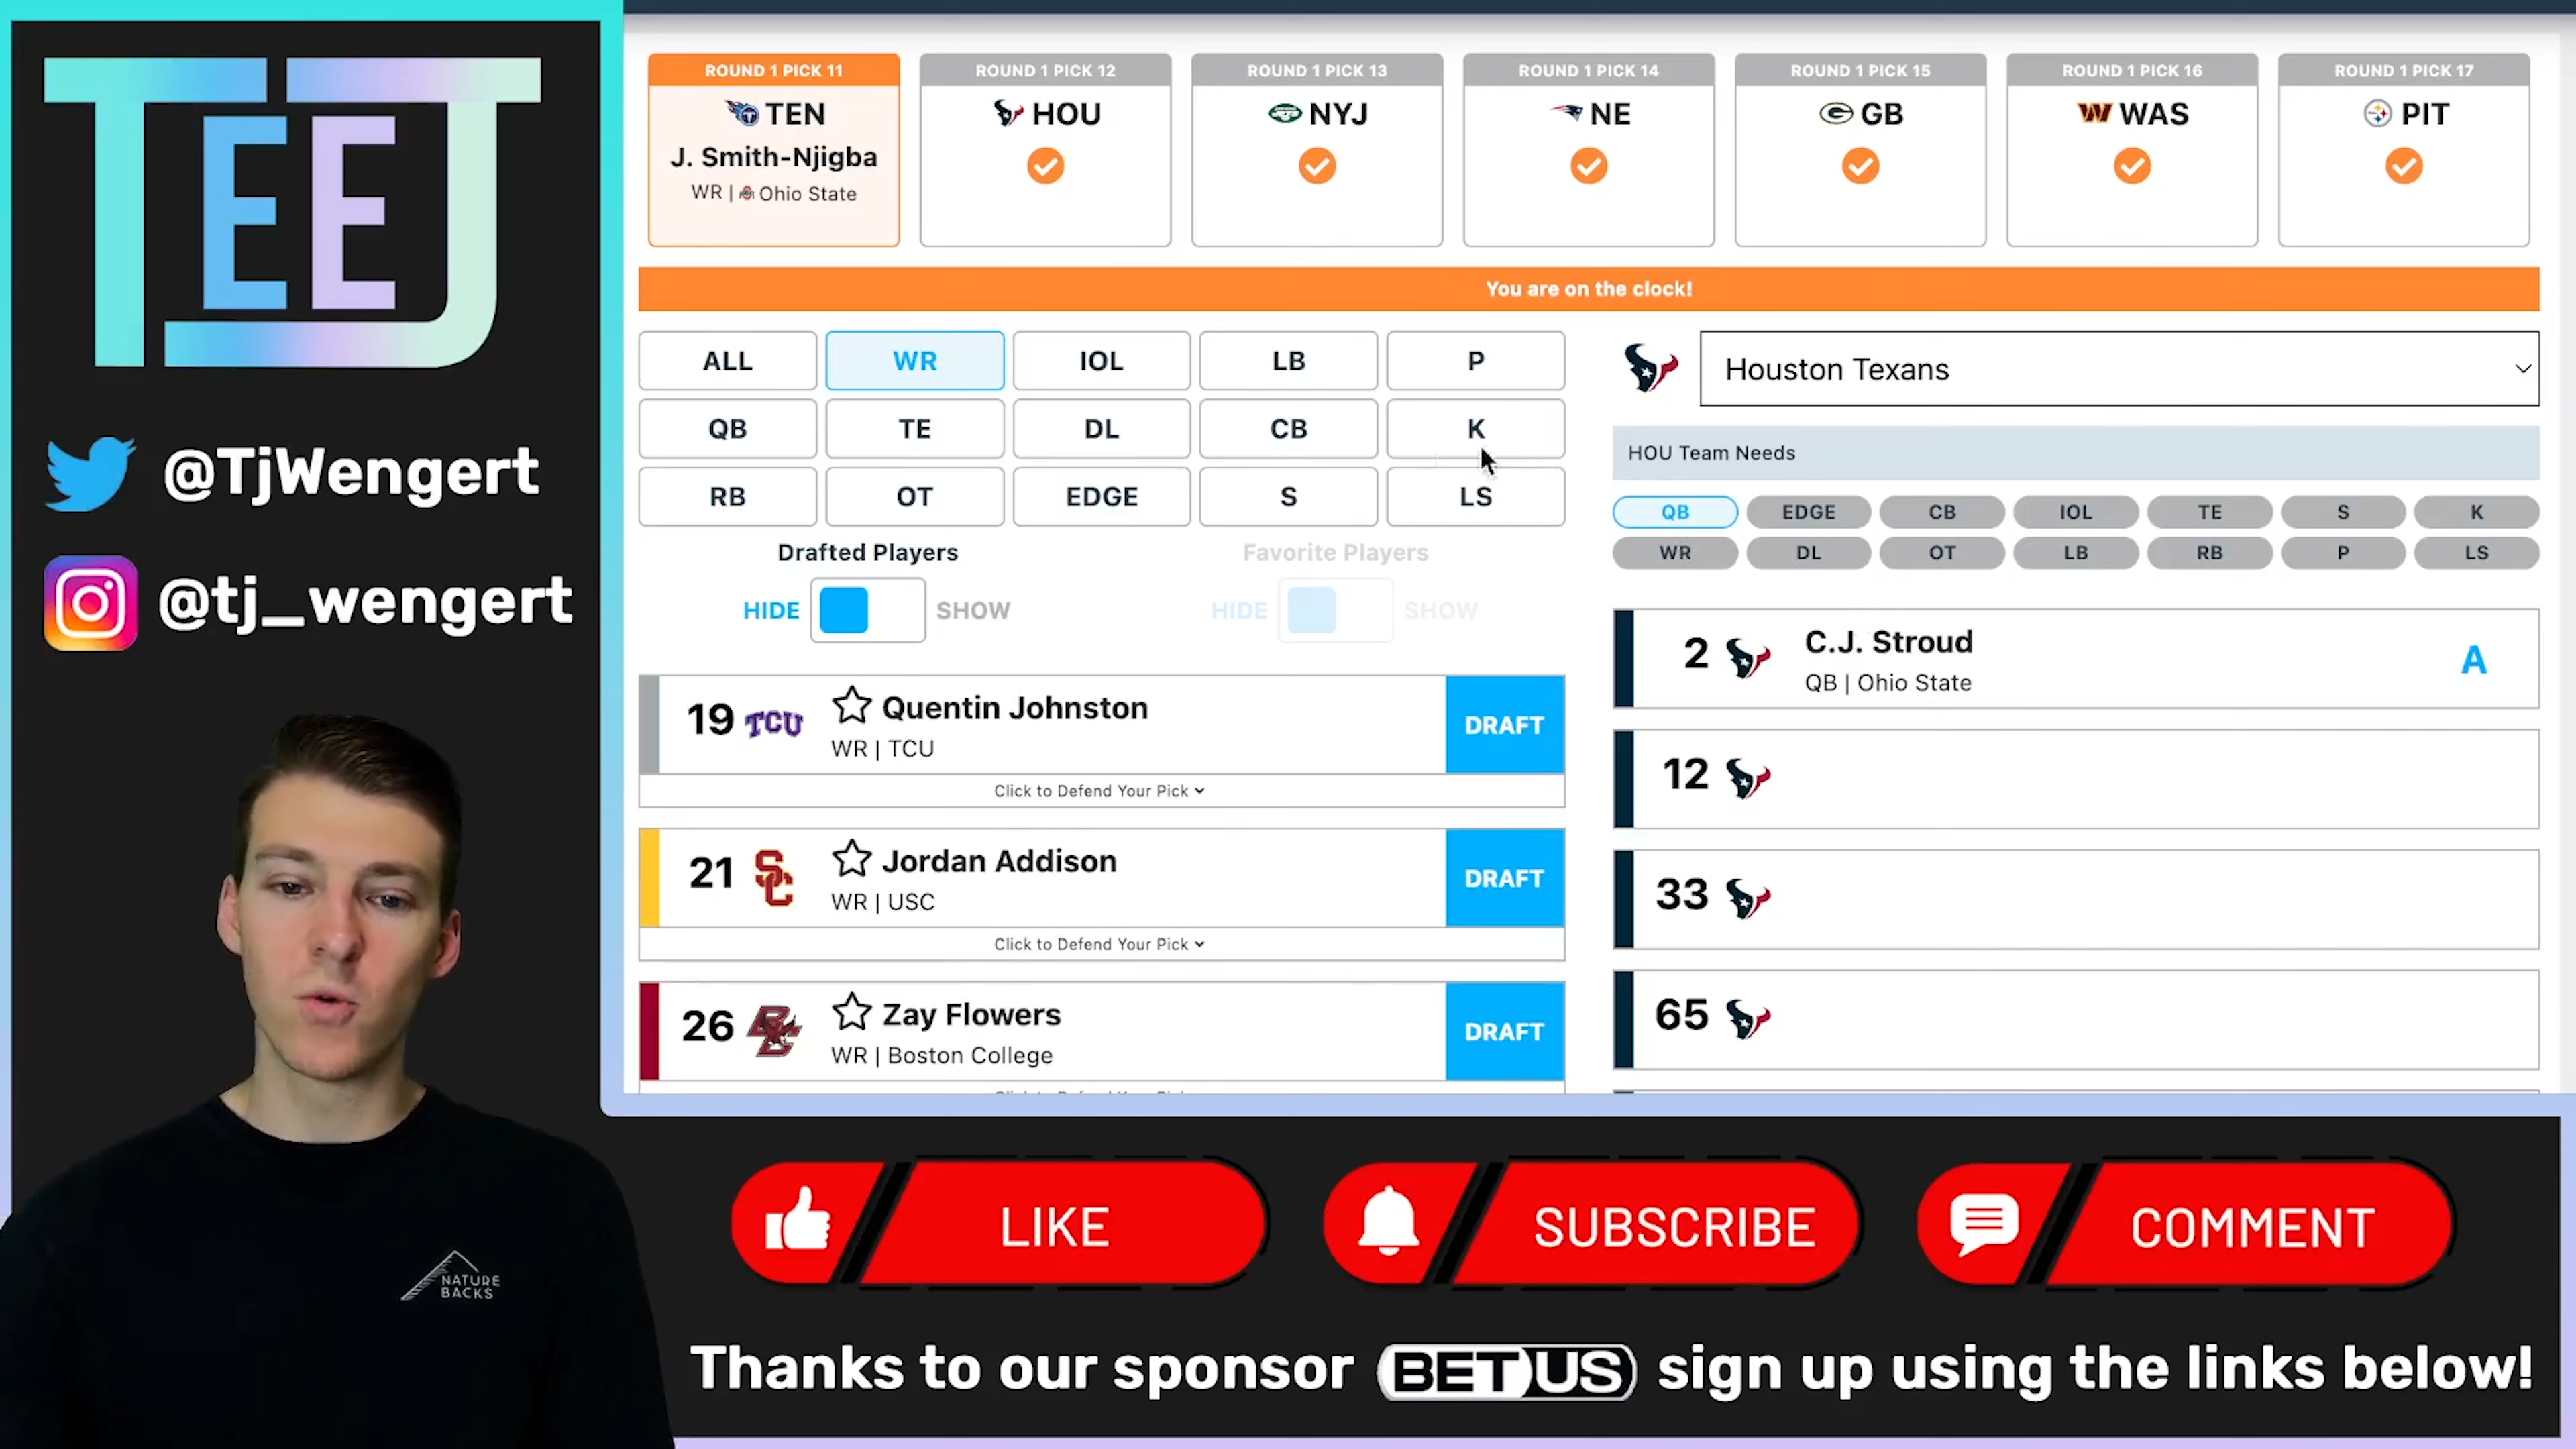 TEEJ
@TjWengert
@tj_wengert
NATURE
BACKS
ROUND 1 PICK 11
TEN
J. Smith-Njigba
WR | Ohio State
ROUND 1 PICK 12
HOU
ROUND 1 PICK 13
NYJ
ROUND 1 PICK 14
NE
ROUND 1 PICK 15
GB
ROUND 1 PICK 16
WAS
ROUND 1 PICK 17
PIT
You are on the clock!
ALL WR IOL LB P
QB TE DL CB K
RB OT EDGE S LS
Drafted Players
HIDE SHOW
Favorite Players
HIDE SHOW
19 TCU Quentin Johnston
WR | TCU
DRAFT
Click to Defend Your Pick
21 SC Jordan Addison
WR | USC
DRAFT
Click to Defend Your Pick
26 BC Zay Flowers
WR | Boston College
DRAFT
Houston Texans
HOU Team Needs
QB EDGE CB IOL TE S K
WR DL OT LB RB P LS
2 C.J. Stroud
QB | Ohio State
A
12
33
65
LIKE
SUBSCRIBE
COMMENT
Thanks to our sponsor BETUS sign up using the links below!